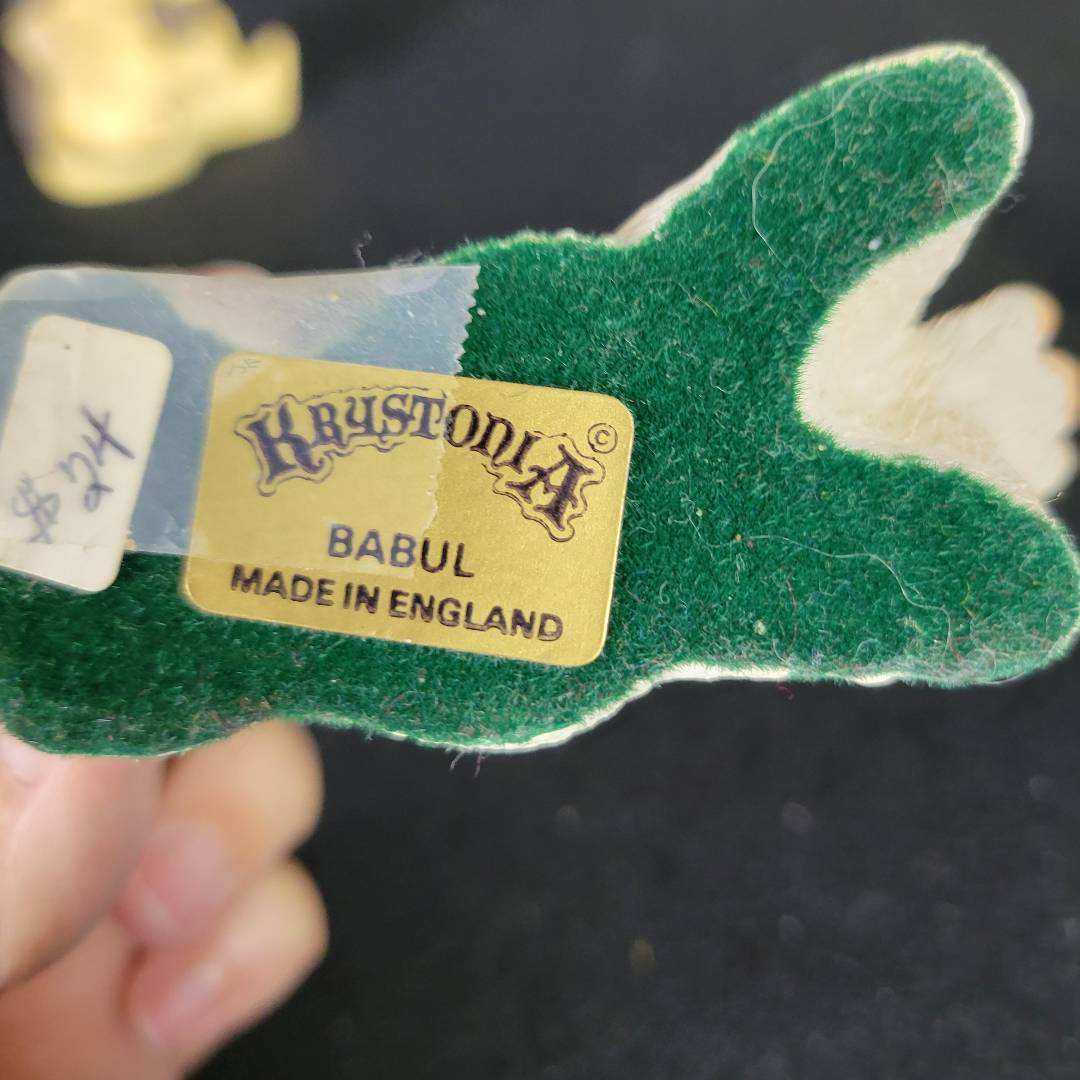 $24
KRYSTONIA ©
BABUL
MADE IN ENGLAND